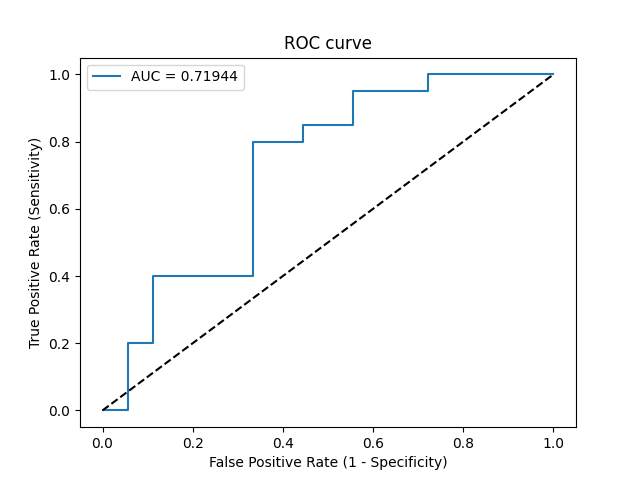 ROC curve
AUC = 0.71944
1.0
0.8
0.6
0.4
0.2
0.0
True Positive Rate (Sensitivity)
0.0 0.2 0.4 0.6 0.8 1.0
False Positive Rate (1 - Specificity)